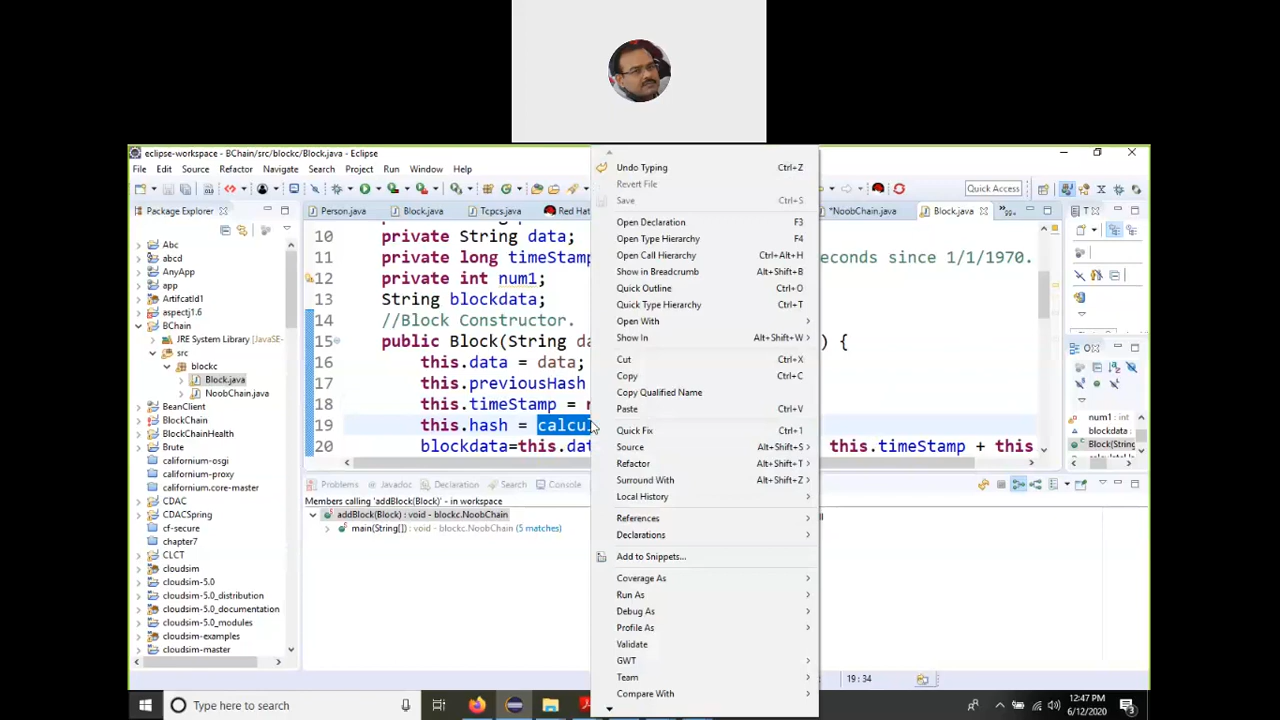 eclipse-workspace - BChain/src/blockc/Block.java - Eclipse
File Edit Source Refactor Navigate Search Project Run Window Help
Quick Access
Package Explorer
Person.java
Block.java
Tcpcs.java
Red Hat
*NoobChain.java
Block.java
Abc
abcd
AnyApp
app
ArtifcatId1
aspectj1.6
BChain
JRE System Library [JavaSE-
src
blockc
Block.java
NoobChain.java
BeanClient
BlockChain
BlockChainHealth
Brute
californium-osgi
californium-proxy
californium.core-master
CDAC
CDACSpring
cf-secure
chapter7
CLCT
cloudsim
cloudsim-5.0
cloudsim-5.0_distribution
cloudsim-5.0_documentation
cloudsim-5.0_modules
cloudsim-examples
cloudsim-master
10 private String data;
11 private long timeStamp econds since 1/1/1970.
12 private int num1;
13 String blockdata;
14 //Block Constructor.
15 public Block(String da ) {
16 this.data = data;
17 this.previousHash
18 this.timeStamp =
19 this.hash = calcul
20 blockdata=this.dat this.timeStamp + this
Undo Typing Ctrl+Z
Revert File
Save Ctrl+S
Open Declaration F3
Open Type Hierarchy F4
Open Call Hierarchy Ctrl+Alt+H
Show in Breadcrumb Alt+Shift+B
Quick Outline Ctrl+O
Quick Type Hierarchy Ctrl+T
Open With
Show In Alt+Shift+W
Cut Ctrl+X
Copy Ctrl+C
Copy Qualified Name
Paste Ctrl+V
Quick Fix Ctrl+1
Source Alt+Shift+S
Refactor Alt+Shift+T
Surround With Alt+Shift+Z
Local History
References
Declarations
Add to Snippets...
Coverage As
Run As
Debug As
Profile As
Validate
GWT
Team
Compare With
num1 :
blockdata :
Block(String
Problems Javadoc Declaration Search Console
Members calling 'addBlock(Block)' - in workspace
addBlock(Block) : void - blockc.NoobChain
main(String[]) : void - blockc.NoobChain (5 matches)
19 : 34
Type here to search
12:47 PM
6/12/2020
3